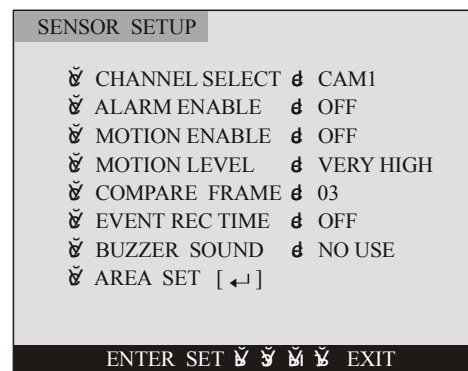 SENSOR SETUP
CHANNEL SELECT CAM1
ALARM ENABLE OFF
MOTION ENABLE OFF
MOTION LEVEL VERY HIGH
COMPARE FRAME 03
EVENT REC TIME OFF
BUZZER SOUND NO USE
AREA SET [↵]
ENTER SET EXIT